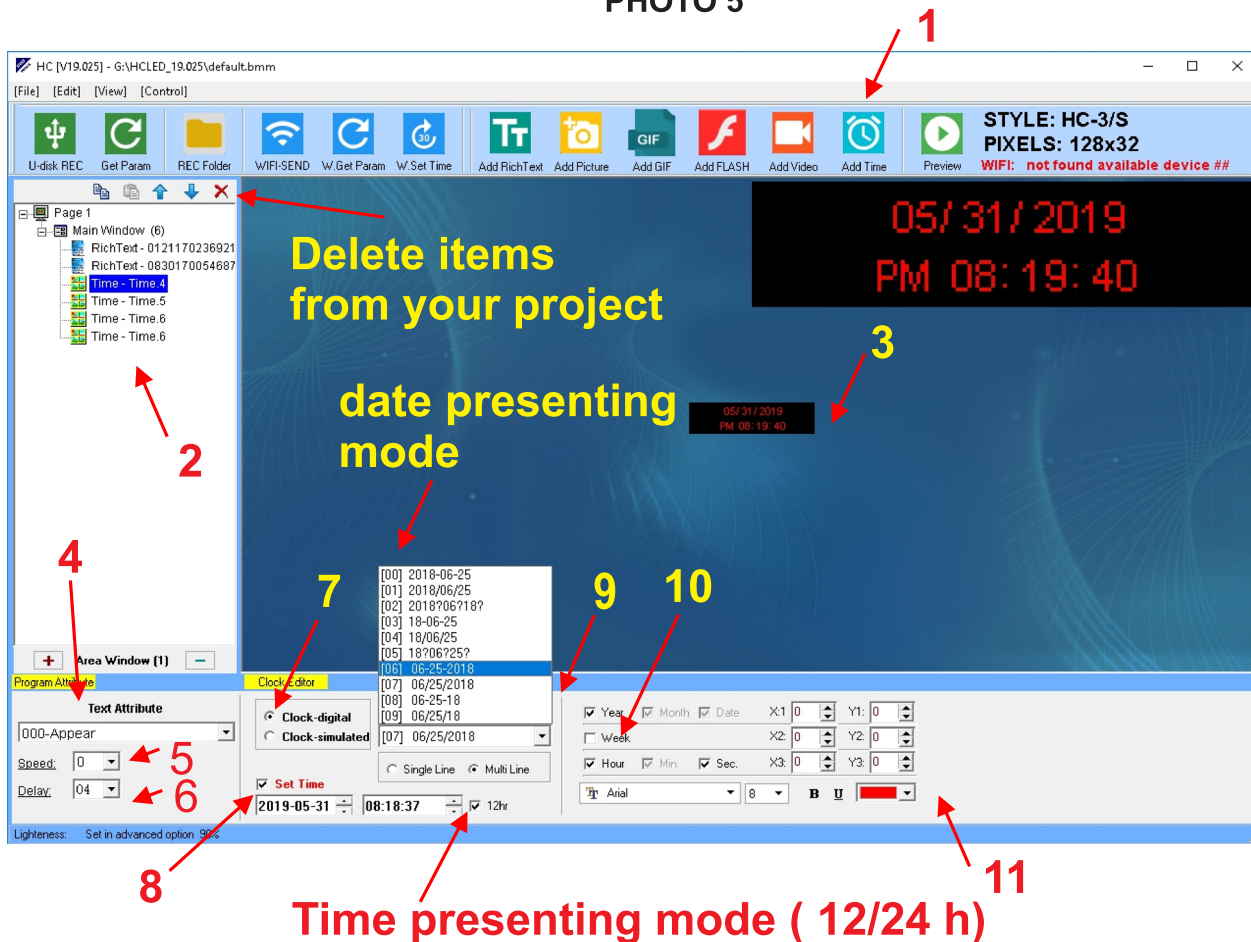 PHOTO 5
1
HC [V19.025] - G:\HCLED_19.025\default.bmm
[File] [Edit] [View] [Control]
U-disk REC Get Param REC Folder WIFI-SEND W.Get Param W.Set Time Add RichText Add Picture Add GIF Add FLASH Add Video Add Time Preview
30
TT
GIF
STYLE: HC-3/S
PIXELS: 128x32
WIFI: not found available device ##
Page 1
Main Window (6)
RichText - 0121170236921
RichText - 0830170054687
Time - Time.4
Time - Time.5
Time - Time.6
Time - Time.6
2
Delete items
from your project
05/31/2019
PM 08:19:40
3
05/31/2019
PM 08:19:40
date presenting
mode
4
7
9
10
[00] 2018-06-25
[01] 2018/06/25
[02] 2018?06?18?
[03] 18-06-25
[04] 18/06/25
[05] 18?06?25?
[06] 06-25-2018
[07] 06/25/2018
[08] 06-25-18
[09] 06/25/18
Area Window (1)
Program Attribute
Text Attribute
000-Appear
Speed: 0
5
Delay: 04
6
Clock Editor
Clock-digital
Clock-simulated
[07] 06/25/2018
Single Line Multi Line
Set Time
2019-05-31 08:18:37 12hr
Year Month Date X:1 0 Y1: 0
Week X2: 0 Y2: 0
Hour Min. Sec. X3: 0 Y3: 0
Arial 8 B U
Lighteness: Set in advanced option 90%
8
11
Time presenting mode ( 12/24 h)